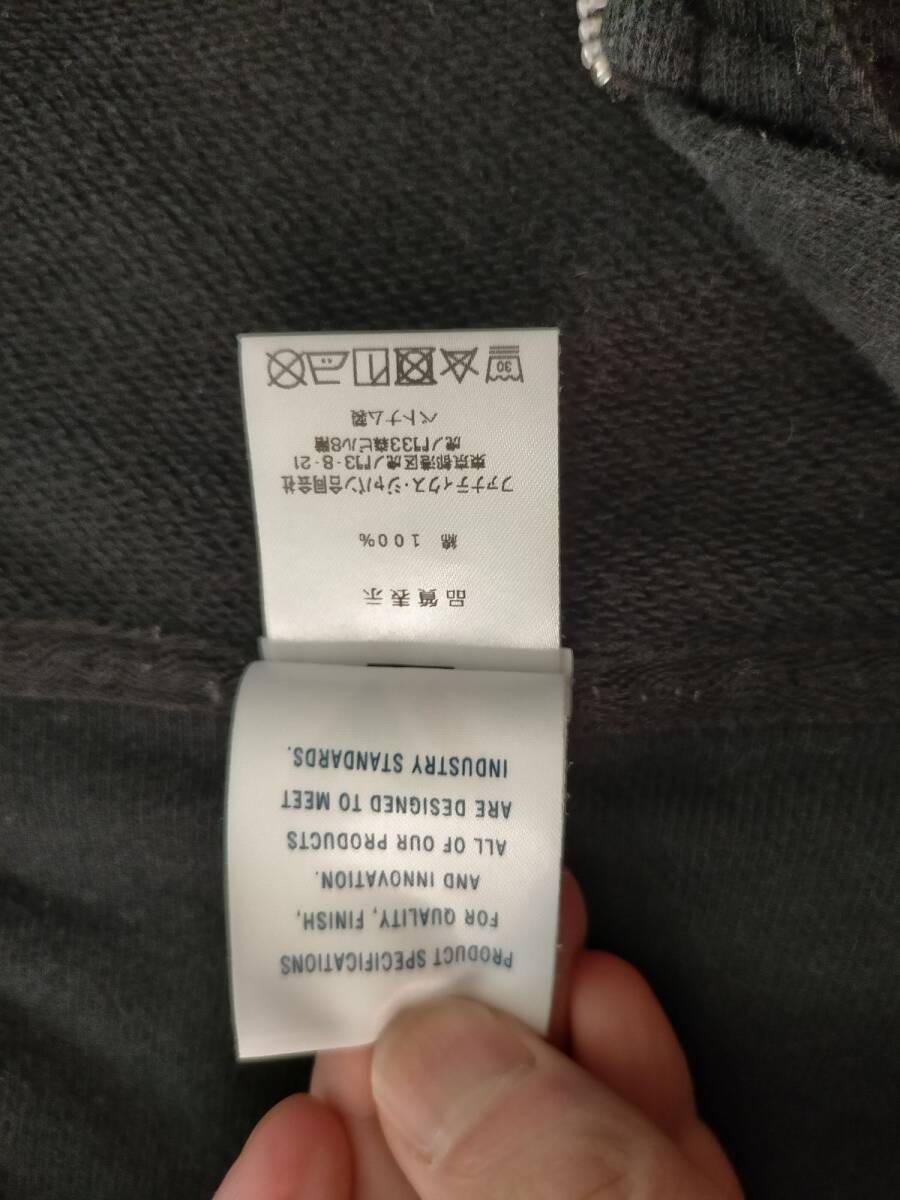 PRODUCT SPECIFICATIONS
FOR QUALITY, FINISH,
AND INNOVATION.
ALL OF OUR PRODUCTS
ARE DESIGNED TO MEET
INDUSTRY STANDARDS.
品質表示
綿 100%
ファナティクス・ジャパン合同会社
東京都港区虎ノ門3-8-21
虎ノ門33森ビル8階
ベトナム製
30